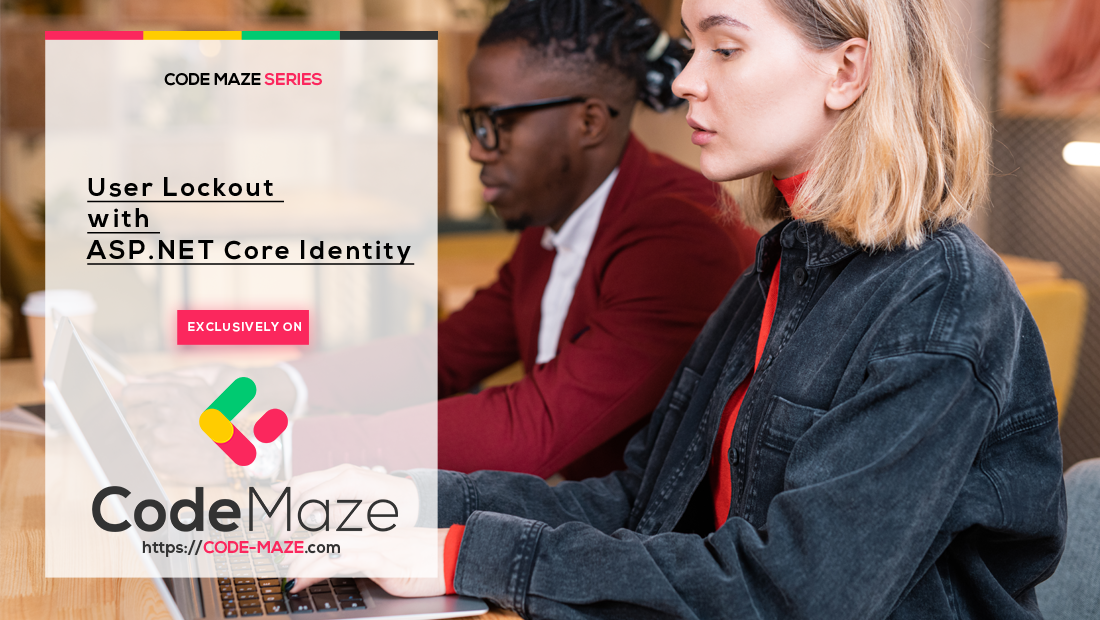 CODE MAZE SERIES
User Lockout
with
ASP.NET Core Identity
EXCLUSIVELY ON
CodeMaze
https://CODE-MAZE.com